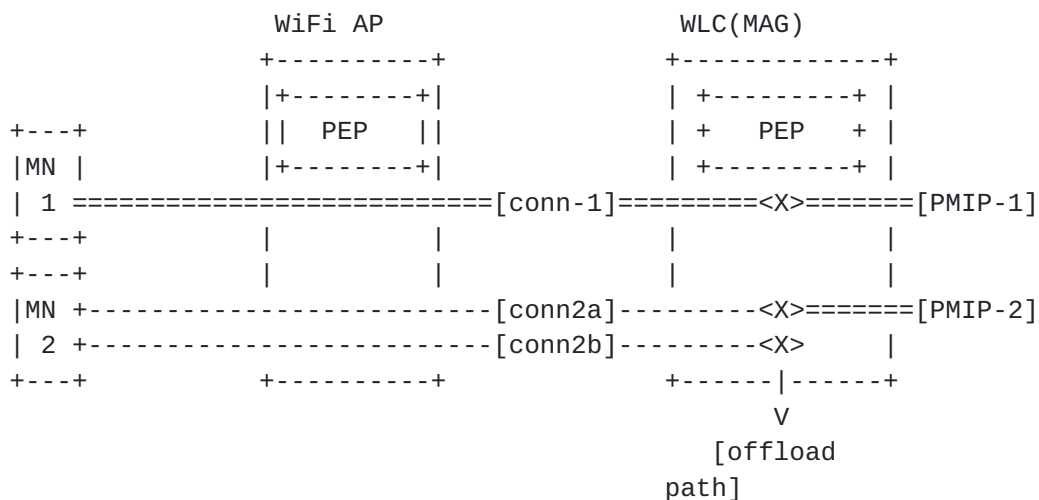 WiFi AP                   WLC(MAG)
                +----------+              +-------------+
                |+--------+|              | +---------+ |
+---+           ||  PEP   ||              | +   PEP   + |
|MN |           |+--------+|              | +---------+ |
| 1 ===========================[conn-1]=========<X>=======[PMIP-1]
+---+           |          |              |             |
+---+           |          |              |             |
|MN +--------------------------[conn2a]---------<X>=======[PMIP-2]
| 2 +--------------------------[conn2b]---------<X>      |
+---+           +----------+              +------|------+
                                                 V
                                             [offload
                                          path]